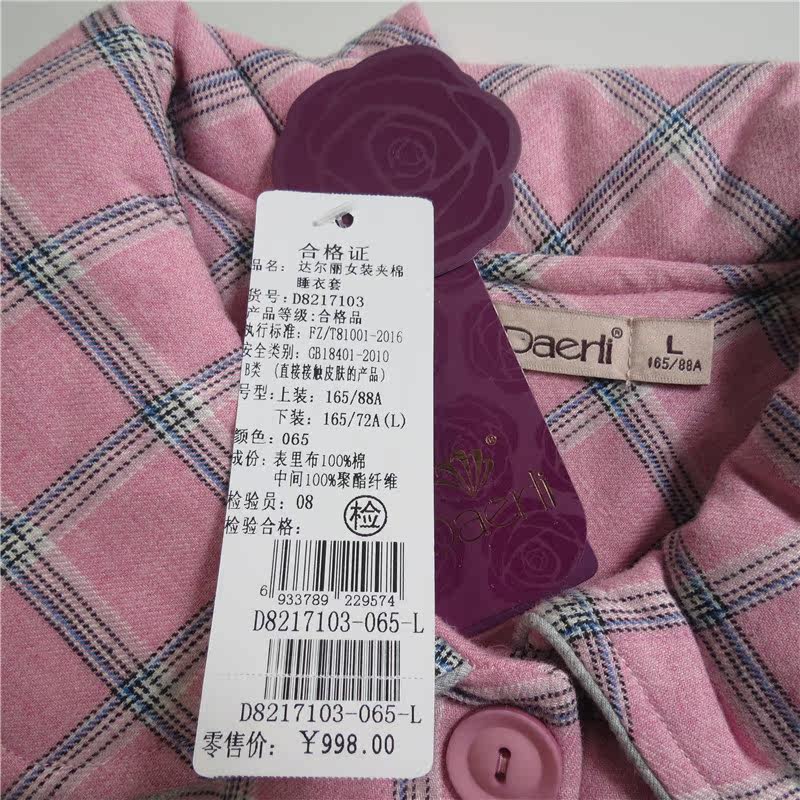 合格证
品名: 达尔丽女装夹棉
睡衣套
货号: D8217103
产品等级: 合格品
执行标准: FZ/T81001-2016
安全类别: GB18401-2010
B类 (直接接触皮肤的产品)
号型: 上装: 165/88A
下装: 165/72A(L)
颜色: 065
成份: 表里布100%棉
中间100%聚酯纤维
检验员: 08
检验合格:
检
6 933789 229574
D8217103-065-L
D8217103-065-L
零售价: ¥998.00
Daerli®
L
165/88A
Daerli®